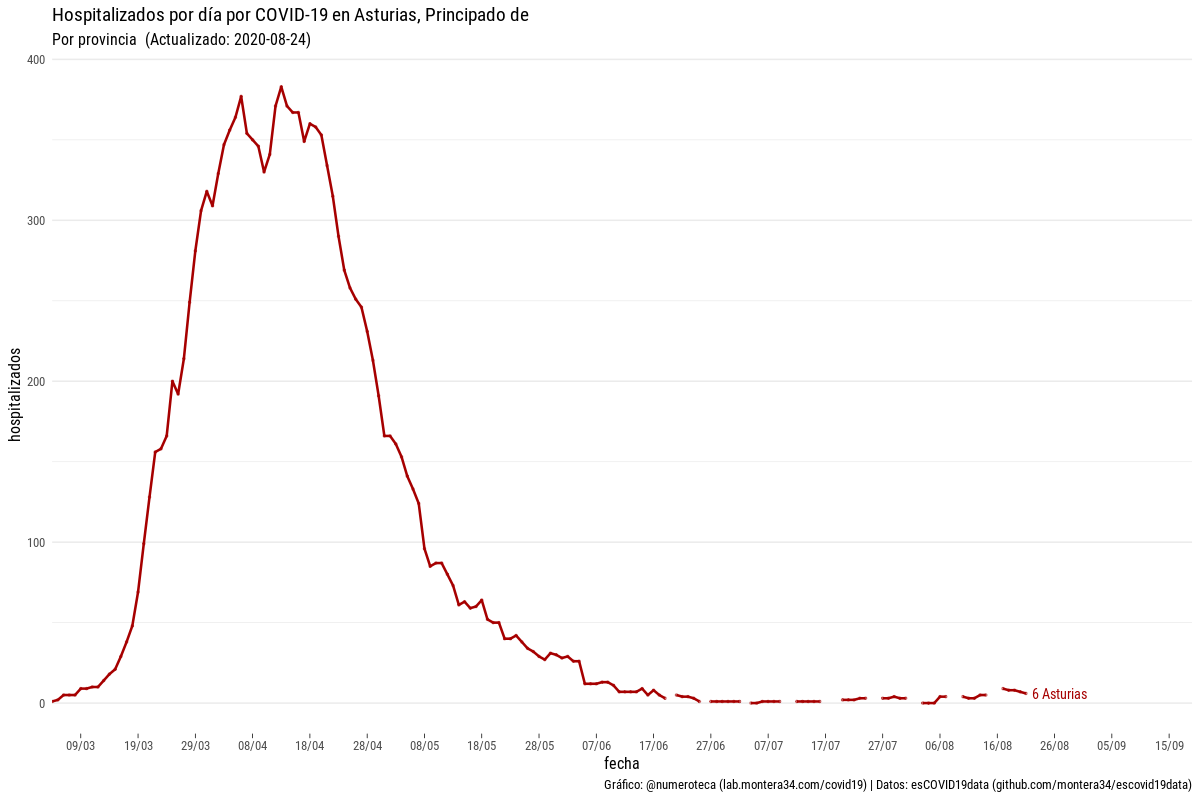 Hospitalizados por día por COVID-19 en Asturias, Principado de
Por provincia  (Actualizado: 2020-08-24)
400
300
200
100
0
hospitalizados
6 Asturias
09/03 19/03 29/03 08/04 18/04 28/04 08/05 18/05 28/05 07/06 17/06 27/06 07/07 17/07 27/07 06/08 16/08 26/08 05/09 15/09
fecha
Gráfico: @numeroteca (lab.montera34.com/covid19) | Datos: esCOVID19data (github.com/montera34/escovid19data)